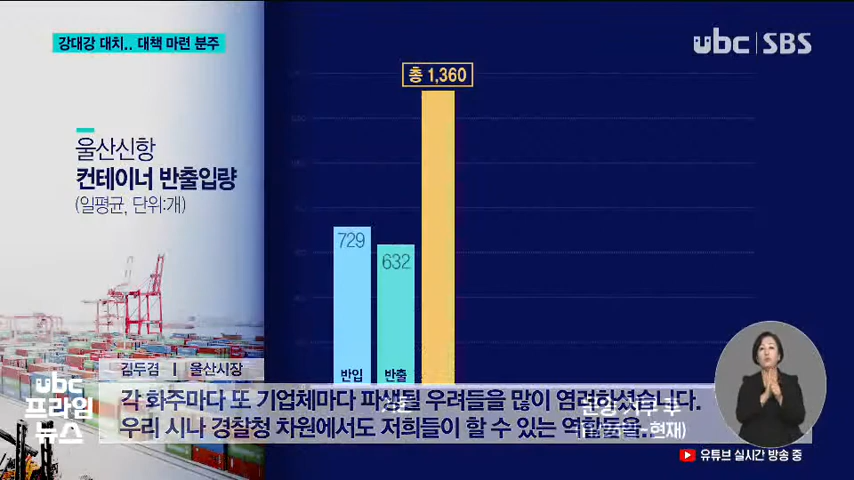 강대강 대치.. 대책 마련 분주
ubc SBS
울산신항
컨테이너 반출입량
(일평균, 단위:개)
총 1,360
729
632
반입
반출
김두겸 | 울산시장
각 화주마다 또 기업체마다 파생될 우려들을 많이 염려하셨습니다.
우리 시나 경찰청 차원에서도 저희들이 할 수 있는 역할들을..
현재)
ubc
프라임
뉴스
유튜브 실시간 방송 중